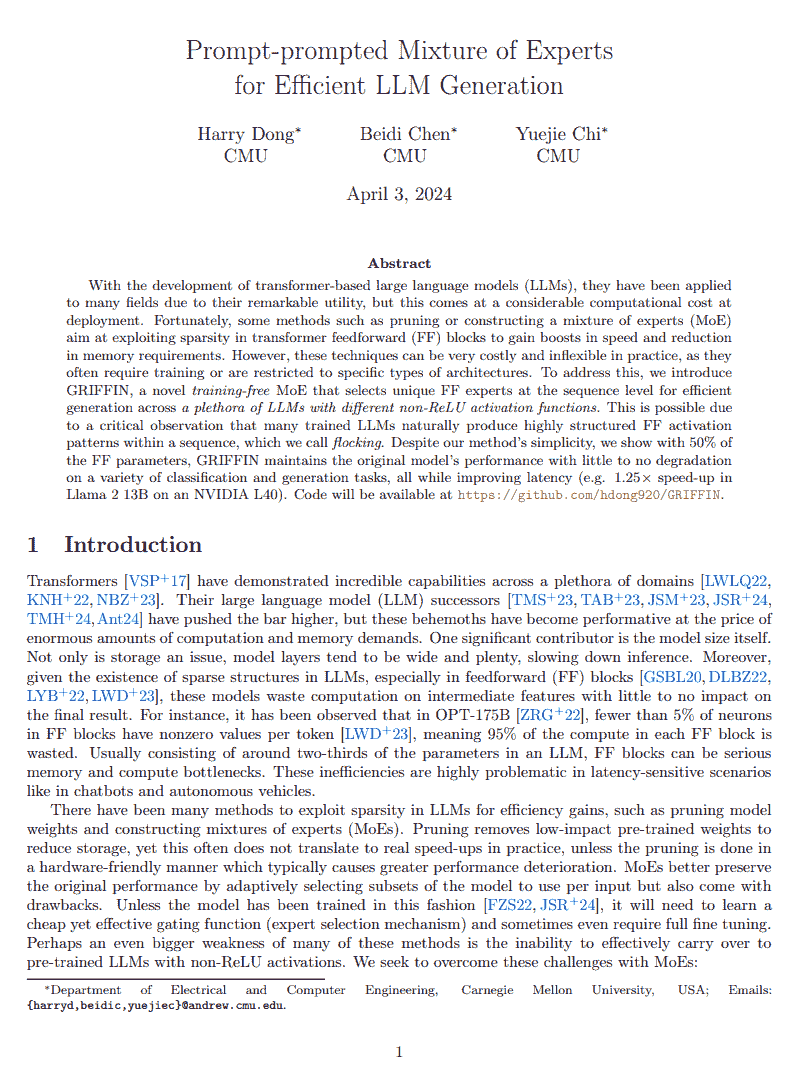 Prompt-prompted Mixture of Experts
for Efficient LLM Generation
Harry Dong* Beidi Chen* Yuejie Chi*
CMU CMU CMU
April 3, 2024
Abstract
With the development of transformer-based large language models (LLMs), they have been applied
to many fields due to their remarkable utility, but this comes at a considerable computational cost at
deployment. Fortunately, some methods such as pruning or constructing a mixture of experts (MoE)
aim at exploiting sparsity in transformer feedforward (FF) blocks to gain boosts in speed and reduction
in memory requirements. However, these techniques can be very costly and inflexible in practice, as they
often require training or are restricted to specific types of architectures. To address this, we introduce
GRIFFIN, a novel training-free MoE that selects unique FF experts at the sequence level for efficient
generation across a plethora of LLMs with different non-ReLU activation functions. This is possible due
to a critical observation that many trained LLMs naturally produce highly structured FF activation
patterns within a sequence, which we call flocking. Despite our method's simplicity, we show with 50% of
the FF parameters, GRIFFIN maintains the original model's performance with little to no degradation
on a variety of classification and generation tasks, all while improving latency (e.g. 1.25× speed-up in
Llama 2 13B on an NVIDIA L40). Code will be available at https://github.com/hdong920/GRIFFIN.
1 Introduction
Transformers [VSP+17] have demonstrated incredible capabilities across a plethora of domains [LWLQ22,
KNH+22, NBZ+23]. Their large language model (LLM) successors [TMS+23, TAB+23, JSM+23, JSR+24,
TMH+24, Ant24] have pushed the bar higher, but these behemoths have become performative at the price of
enormous amounts of computation and memory demands. One significant contributor is the model size itself.
Not only is storage an issue, model layers tend to be wide and plenty, slowing down inference. Moreover,
given the existence of sparse structures in LLMs, especially in feedforward (FF) blocks [GSBL20, DLBZ22,
LYB+22, LWD+23], these models waste computation on intermediate features with little to no impact on
the final result. For instance, it has been observed that in OPT-175B [ZRG+22], fewer than 5% of neurons
in FF blocks have nonzero values per token [LWD+23], meaning 95% of the compute in each FF block is
wasted. Usually consisting of around two-thirds of the parameters in an LLM, FF blocks can be serious
memory and compute bottlenecks. These inefficiencies are highly problematic in latency-sensitive scenarios
like in chatbots and autonomous vehicles.
There have been many methods to exploit sparsity in LLMs for efficiency gains, such as pruning model
weights and constructing mixtures of experts (MoEs). Pruning removes low-impact pre-trained weights to
reduce storage, yet this often does not translate to real speed-ups in practice, unless the pruning is done in
a hardware-friendly manner which typically causes greater performance deterioration. MoEs better preserve
the original performance by adaptively selecting subsets of the model to use per input but also come with
drawbacks. Unless the model has been trained in this fashion [FZS22, JSR+24], it will need to learn a
cheap yet effective gating function (expert selection mechanism) and sometimes even require full fine tuning.
Perhaps an even bigger weakness of many of these methods is the inability to effectively carry over to
pre-trained LLMs with non-ReLU activations. We seek to overcome these challenges with MoEs:
*Department of Electrical and Computer Engineering, Carnegie Mellon University, USA; Emails:
{harryd,beidic,yuejiec}@andrew.cmu.edu.
1